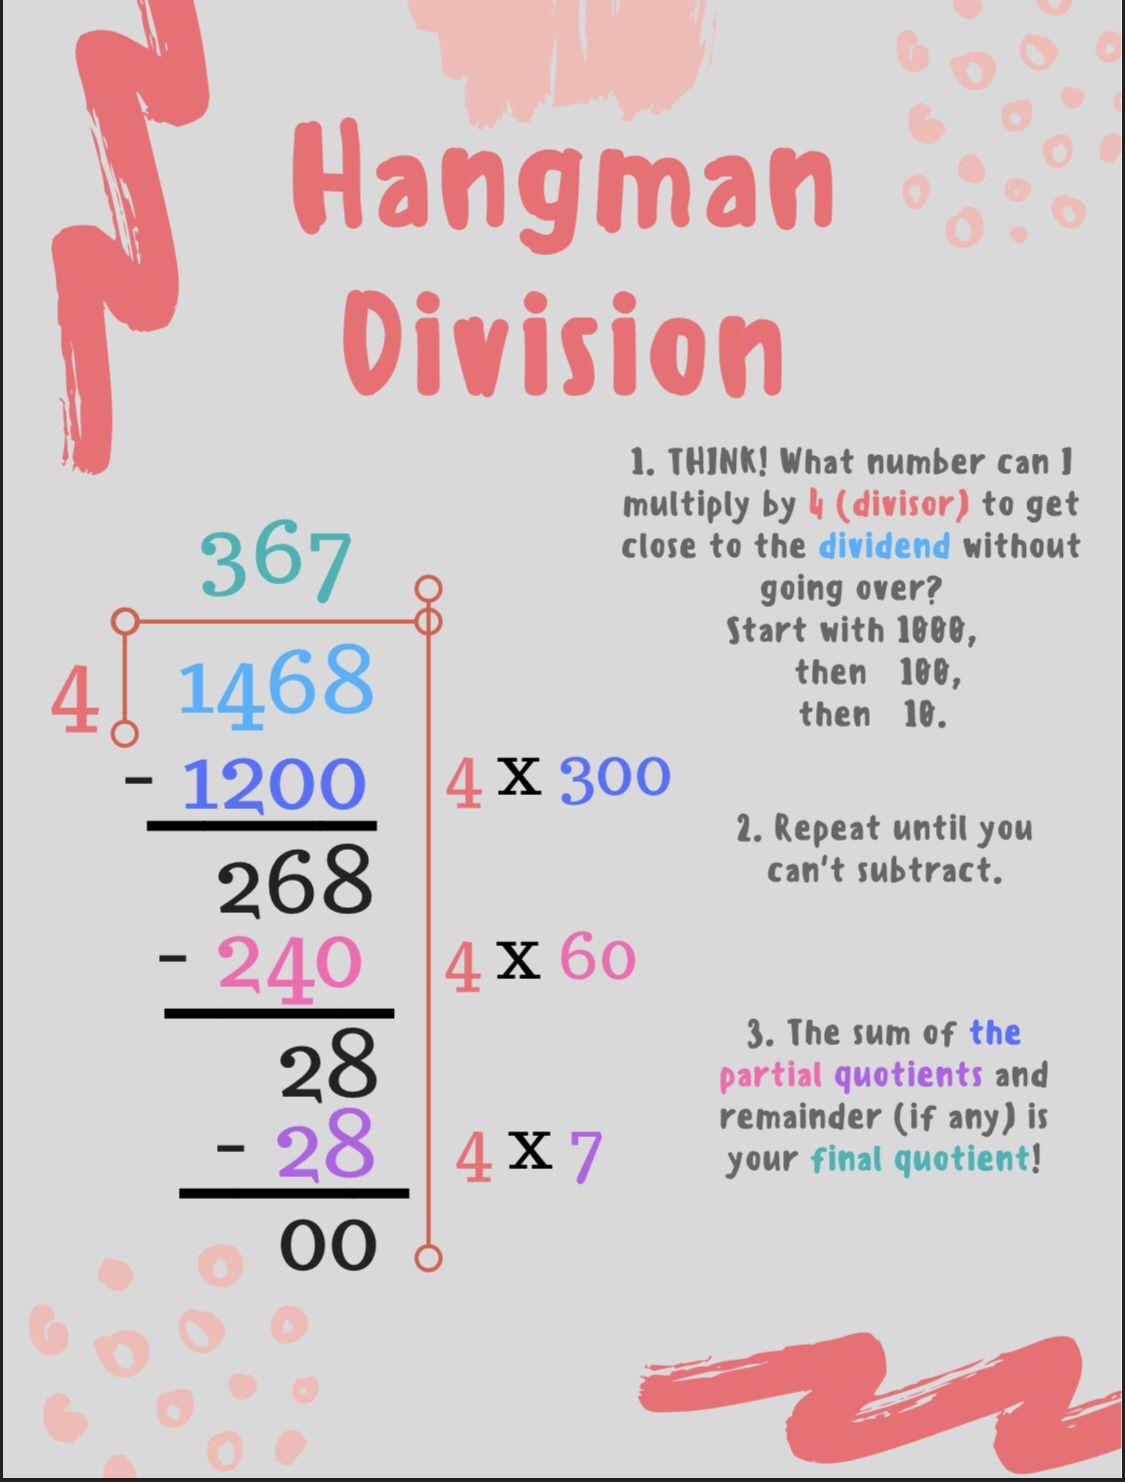 Hangman
Division
367
4 1468
- 1200 4 x 300
268
- 240 4 x 60
28
- 28 4 x 7
00
1. THINK! What number can I
multiply by 4 (divisor) to get
close to the dividend without
going over?
Start with 1000,
then 100,
then 10.
2. Repeat until you
can't subtract.
3. The sum of the
partial quotients and
remainder (if any) is
your final quotient!